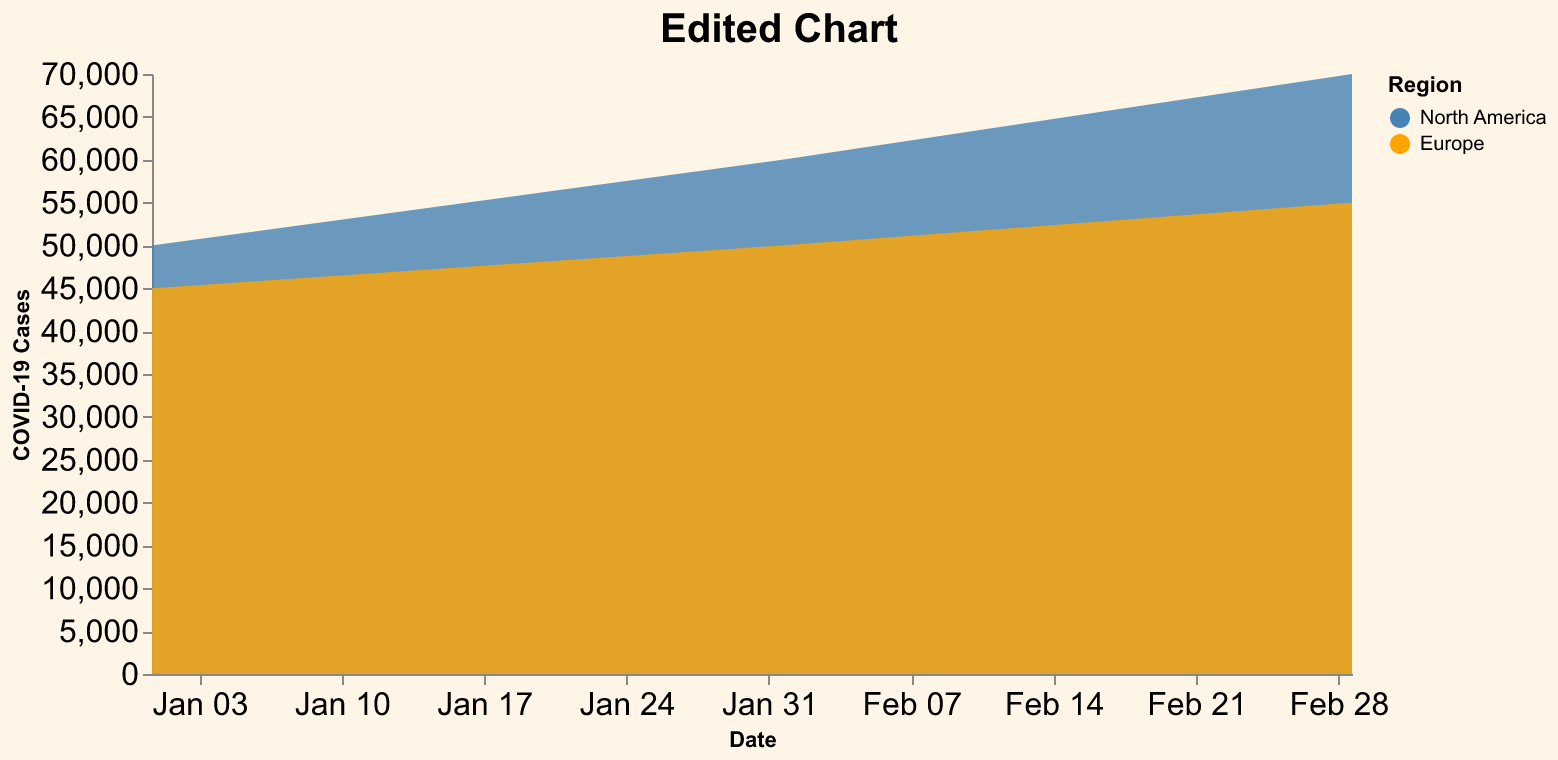 Edited Chart
70,000
65,000
60,000
55,000
50,000
45,000
40,000
35,000
30,000
25,000
20,000
15,000
10,000
5,000
0
COVID-19 Cases
Jan 03 Jan 10 Jan 17 Jan 24 Jan 31 Feb 07 Feb 14 Feb 21 Feb 28
Date
Region
North America
Europe